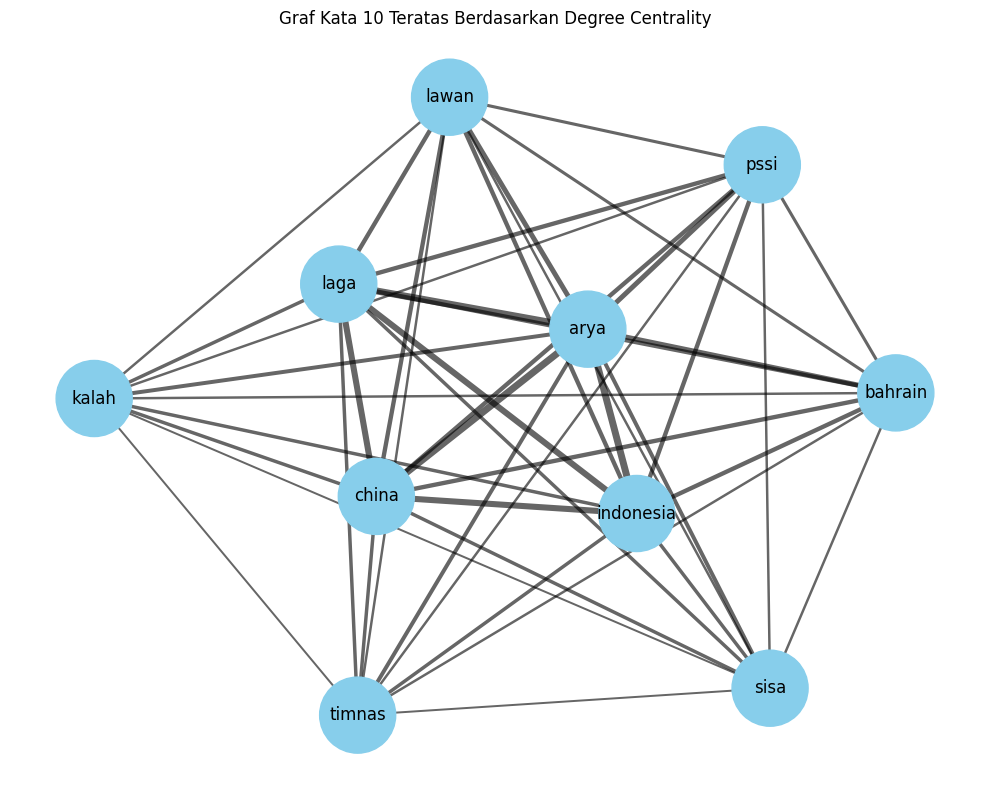 Graf Kata 10 Teratas Berdasarkan Degree Centrality
lawan
pssi
laga
arya
kalah
bahrain
china
indonesia
timnas
sisa